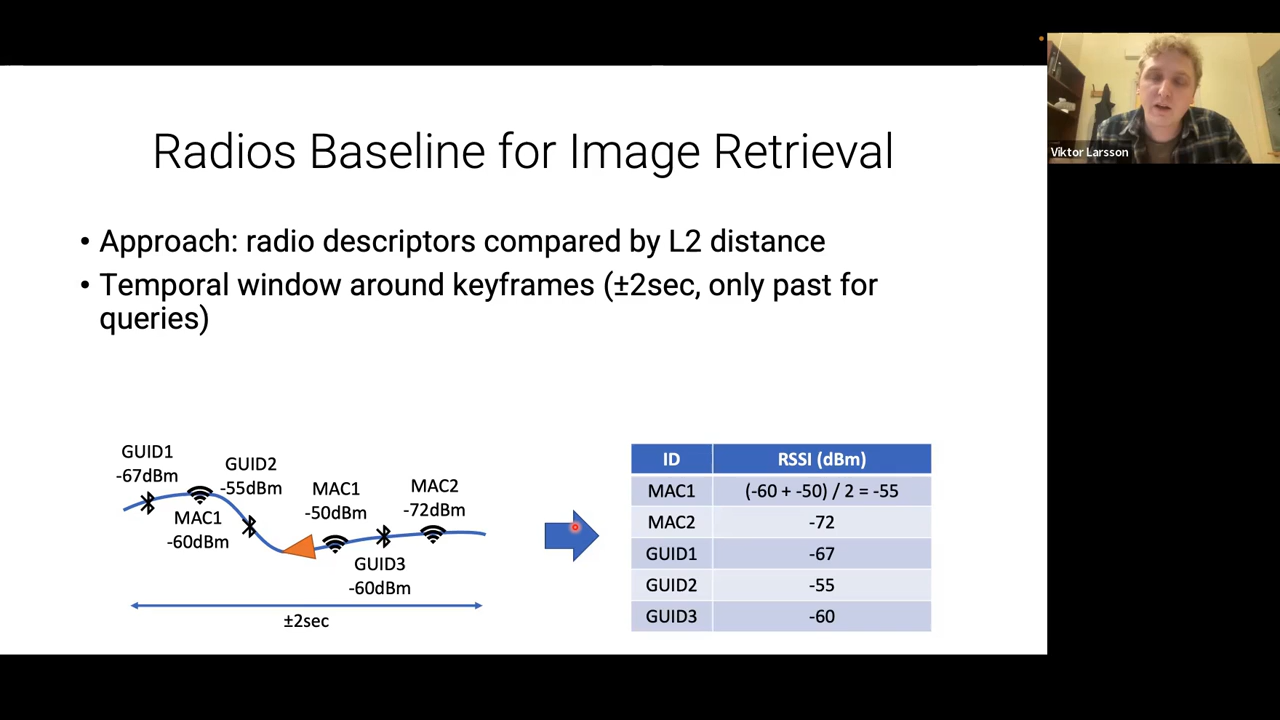 Radios Baseline for Image Retrieval
• Approach: radio descriptors compared by L2 distance
• Temporal window around keyframes (±2sec, only past for
queries)
GUID1
-67dBm
GUID2
-55dBm
MAC1
-60dBm
MAC1
-50dBm
GUID3
-60dBm
MAC2
-72dBm
±2sec
ID RSSI (dBm)
MAC1 (-60 + -50) / 2 = -55
MAC2 -72
GUID1 -67
GUID2 -55
GUID3 -60
Viktor Larsson